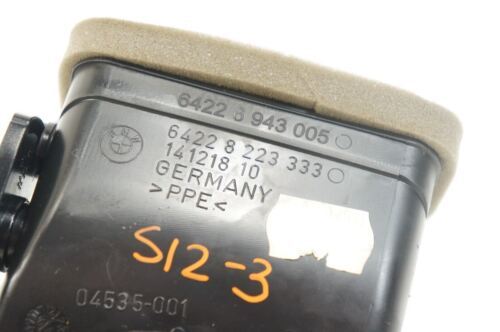 6422 8 943 005
6422 8 223 333
141218 10
GERMANY
>PPE<
S12-3
04535-001